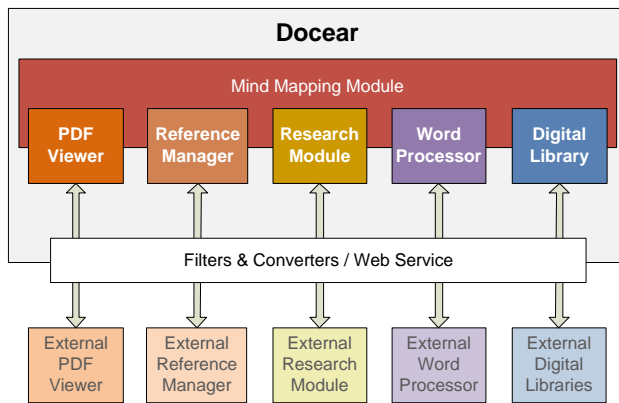 Docear
Mind Mapping Module
PDF
Viewer
Reference
Manager
Research
Module
Word
Processor
Digital
Library
Filters & Converters / Web Service
External
PDF
Viewer
External
Reference
Manager
External
Research
Module
External
Word
Processor
External
Digital
Libraries